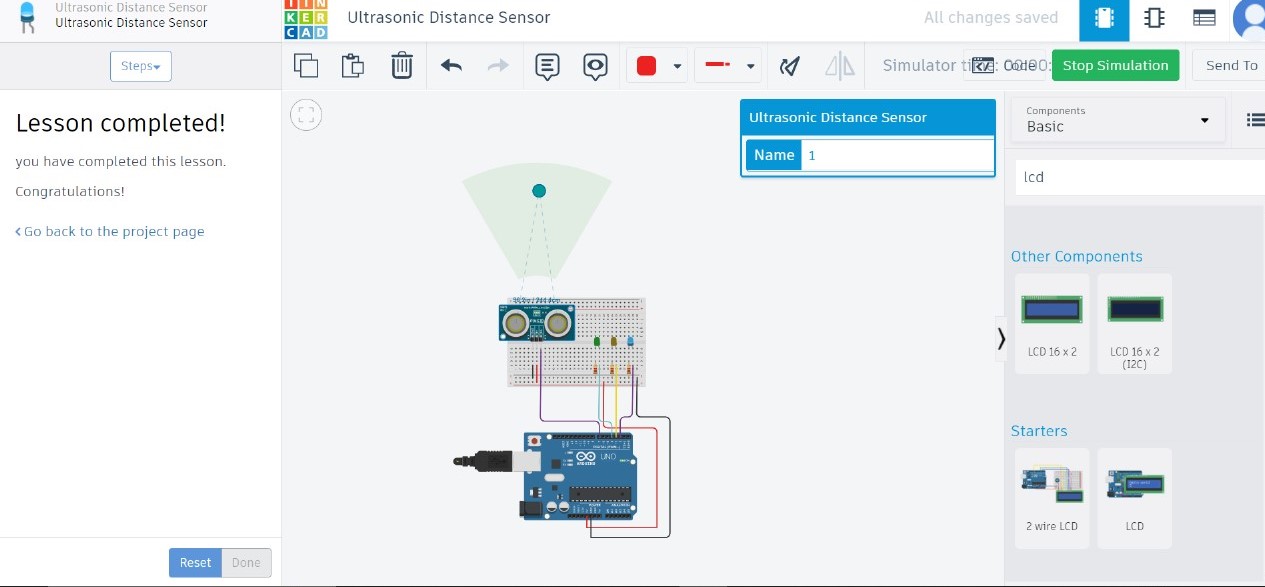 Ultrasonic Distance Sensor
Ultrasonic Distance Sensor
TIN
KER
CAD
Ultrasonic Distance Sensor
All changes saved
Steps
Simulator time: 00:00:
Code
Stop Simulation
Send To
Lesson completed!
you have completed this lesson.
Congratulations!
Go back to the project page
Ultrasonic Distance Sensor
Name 1
Components
Basic
lcd
Other Components
LCD 16 x 2
LCD 16 x 2
(I2C)
Starters
2 wire LCD
LCD
UNO
Reset
Done